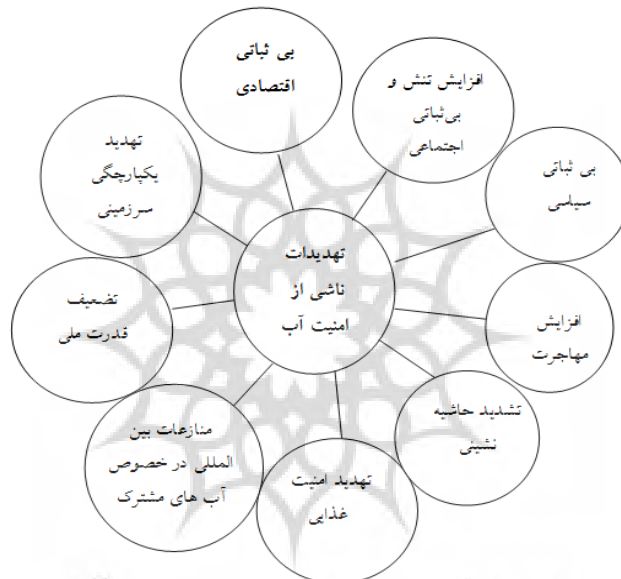 بی ثباتی
اقتصادی
افزایش تنش و
بی‌ثباتی
اجتماعی
بی ثباتی
سیاسی
افزایش
مهاجرت
تشدید حاشیه
نشینی
تهدید امنیت
غذایی
منازعات بین
المللی در خصوص
آب های مشترک
تضعیف
قدرت ملی
تهدید
یکپارچگی
سرزمینی
تهدیدات
ناشی از
امنیت آب